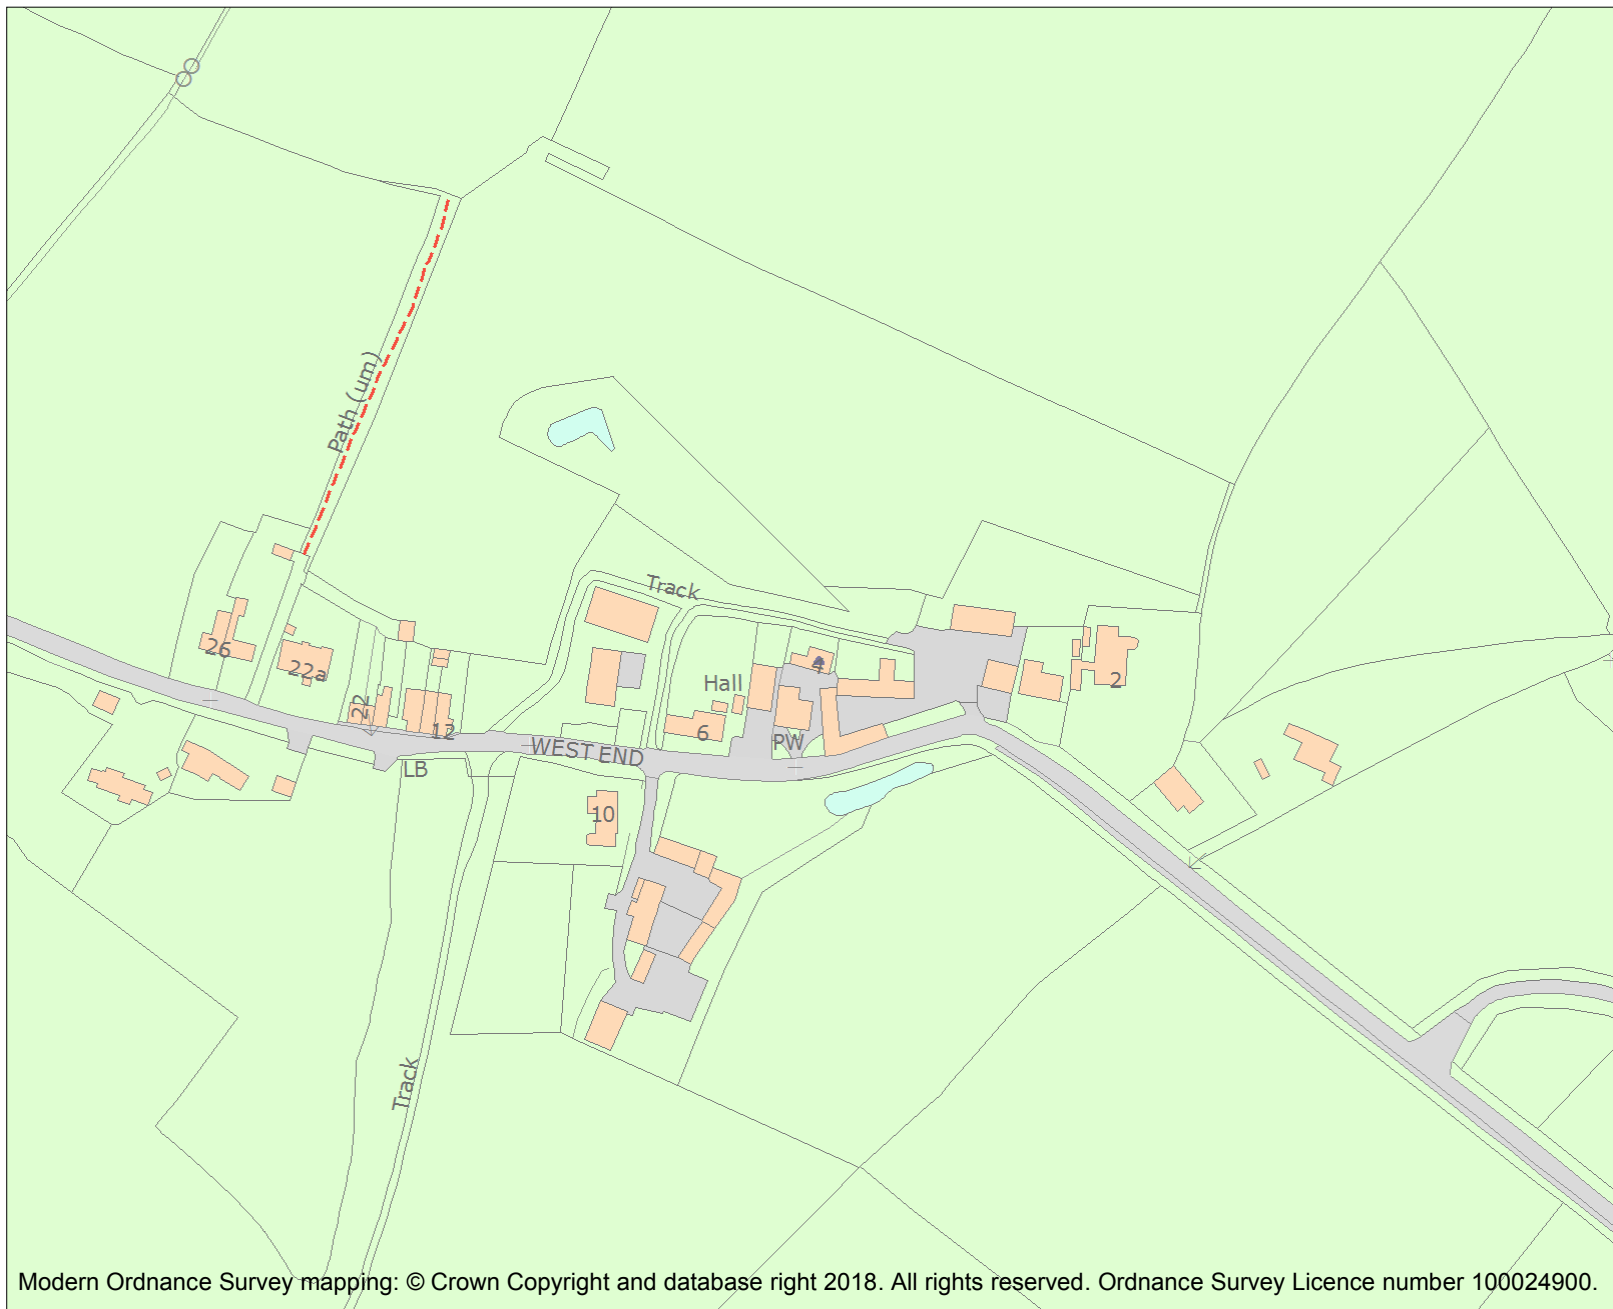 Path (um)
Track
26
22a
22
12
Hall
4
2
6
PW
WEST END
LB
10
Track
Modern Ordnance Survey mapping: © Crown Copyright and database right 2018. All rights reserved. Ordnance Survey Licence number 100024900.